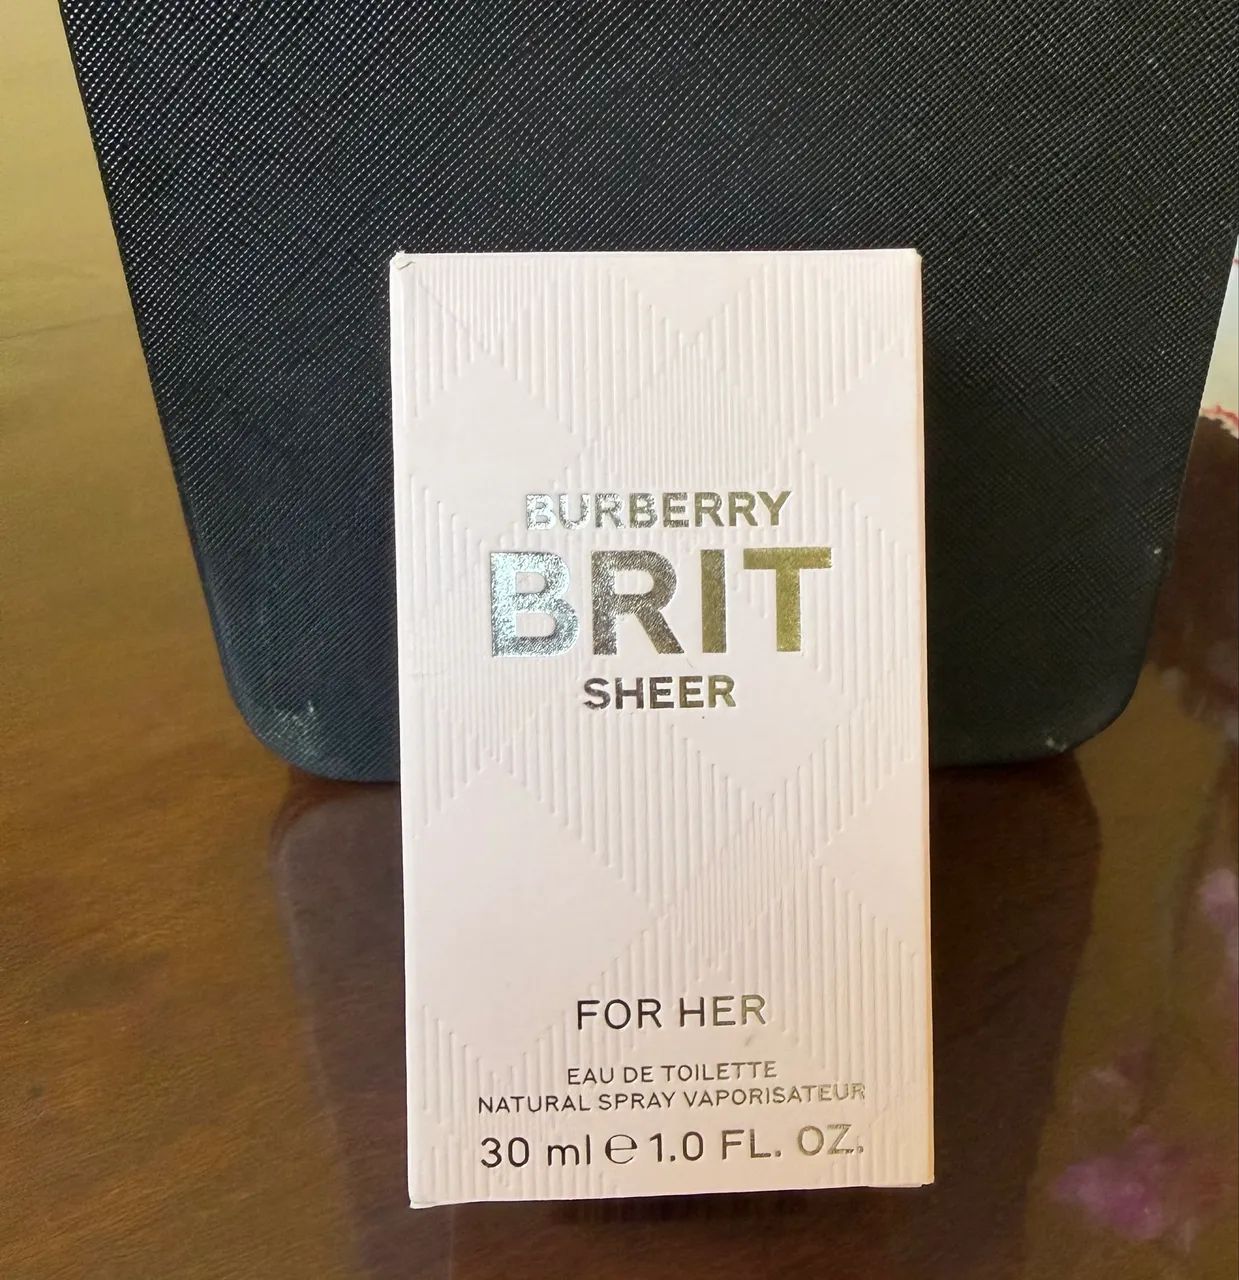 BURBERRY
BRIT
SHEER
FOR HER
EAU DE TOILETTE
NATURAL SPRAY VAPORISATEUR
30 ml ℮ 1.0 FL. OZ.